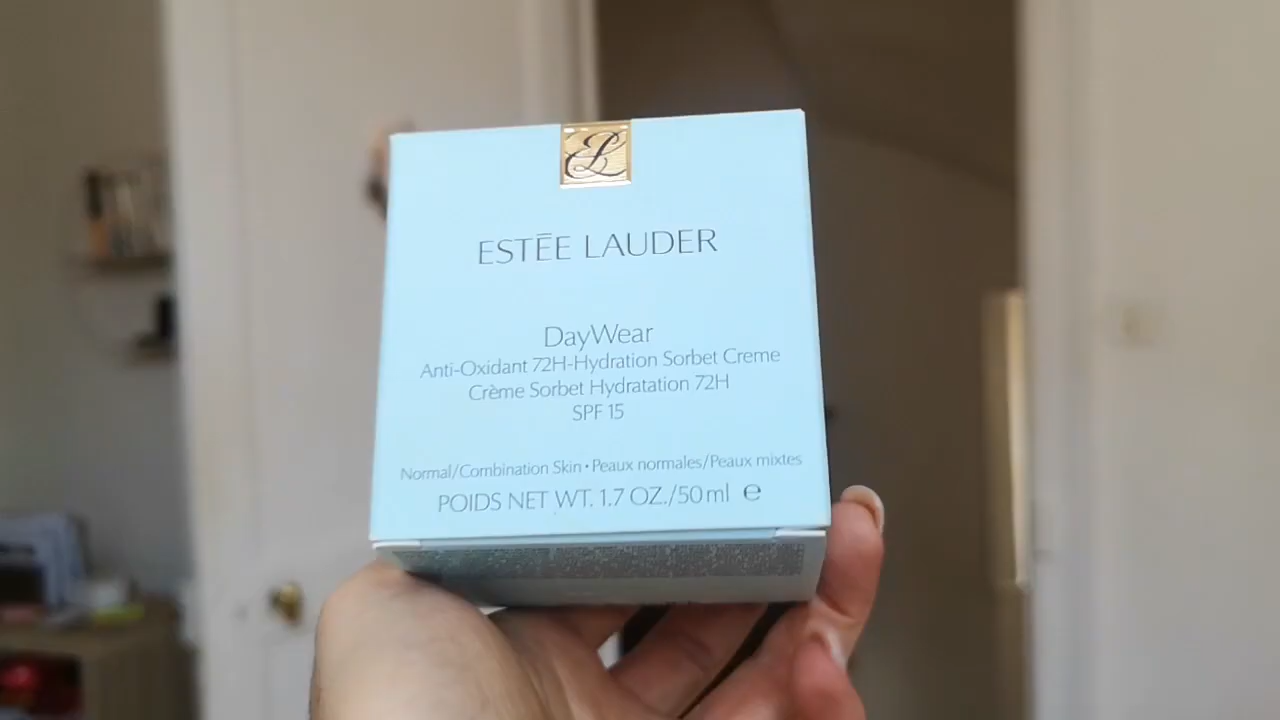 EL
ESTĒE LAUDER
DayWear
Anti-Oxidant 72H-Hydration Sorbet Creme
Crème Sorbet Hydratation 72H
SPF 15
Normal/Combination Skin • Peaux normales/Peaux mixtes
POIDS NET WT. 1.7 OZ./50 ml ℮